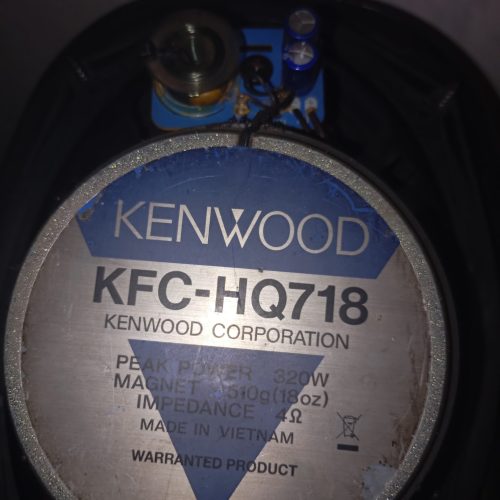 KENWOOD
KFC-HQ718
KENWOOD CORPORATION
PEAK POWER 320W
MAGNET 510g(18oz)
IMPEDANCE 4Ω
MADE IN VIETNAM
WARRANTED PRODUCT